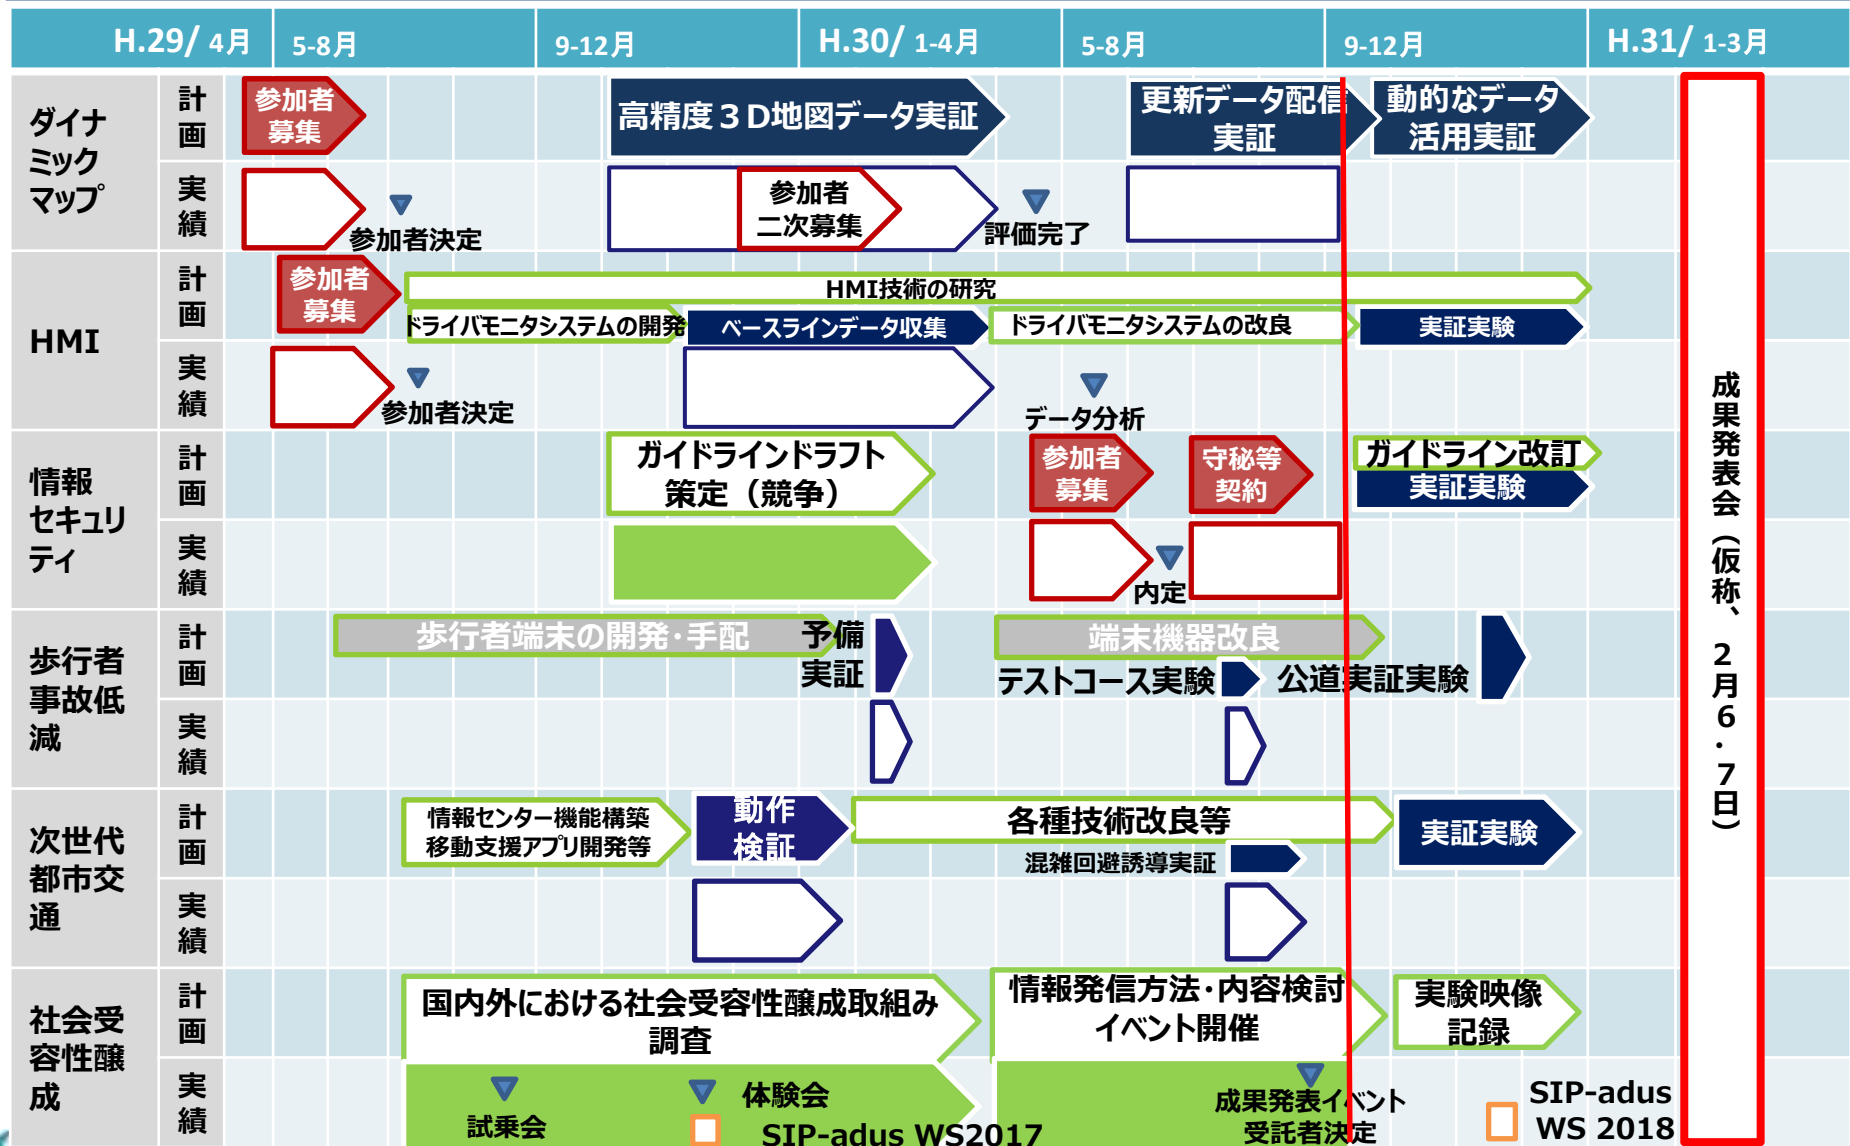 H.29/ 4月
5-8月
9-12月
H.30/ 1-4月
5-8月
9-12月
H.31/ 1-3月
ダイナ
ミック
マップ
計
画
参加者
募集
高精度３Ｄ地図データ実証
更新データ配信
実証
動的なデータ
活用実証
実
績
参加者決定
参加者
二次募集
評価完了
HMI
計
画
参加者
募集
HMI技術の研究
ドライバモニタシステムの開発
ベースラインデータ収集
ドライバモニタシステムの改良
実証実験
実
績
参加者決定
データ分析
情報
セキュリ
ティ
計
画
ガイドラインドラフト
策定（競争）
参加者
募集
守秘等
契約
ガイドライン改訂
実証実験
実
績
内定
歩行者
事故低
減
計
画
歩行者端末の開発・手配
予備
実証
端末機器改良
テストコース実験
公道実証実験
実
績
次世代
都市交
通
計
画
情報センター機能構築
移動支援アプリ開発等
動作
検証
各種技術改良等
混雑回避誘導実証
実証実験
実
績
社会受
容性醸
成
計
画
国内外における社会受容性醸成取組み
調査
情報発信方法・内容検討
イベント開催
実験映像
記録
実
績
試乗会
体験会
SIP-adus WS2017
成果発表イベント
受託者決定
SIP-adus
WS 2018
成果発表会（仮称、２月６・７日）